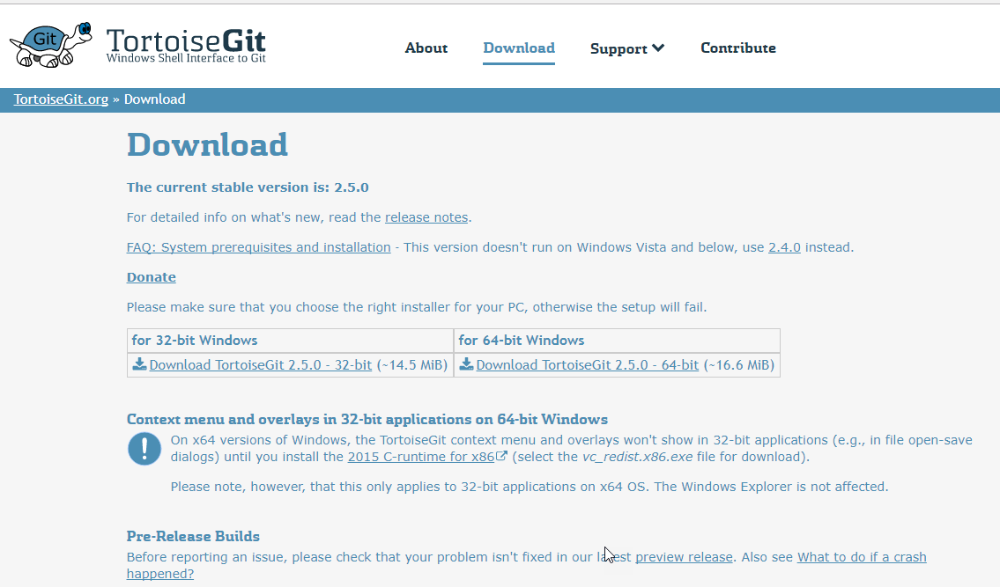 Git
TortoiseGit
Windows Shell Interface to Git
About Download Support Contribute
TortoiseGit.org » Download
Download
The current stable version is: 2.5.0
For detailed info on what's new, read the release notes.
FAQ: System prerequisites and installation - This version doesn't run on Windows Vista and below, use 2.4.0 instead.
Donate
Please make sure that you choose the right installer for your PC, otherwise the setup will fail.
for 32-bit Windows for 64-bit Windows
Download TortoiseGit 2.5.0 - 32-bit (~14.5 MiB) Download TortoiseGit 2.5.0 - 64-bit (~16.6 MiB)
Context menu and overlays in 32-bit applications on 64-bit Windows
On x64 versions of Windows, the TortoiseGit context menu and overlays won't show in 32-bit applications (e.g., in file open-save
dialogs) until you install the 2015 C-runtime for x86 (select the vc_redist.x86.exe file for download).
Please note, however, that this only applies to 32-bit applications on x64 OS. The Windows Explorer is not affected.
Pre-Release Builds
Before reporting an issue, please check that your problem isn't fixed in our latest preview release. Also see What to do if a crash
happened?